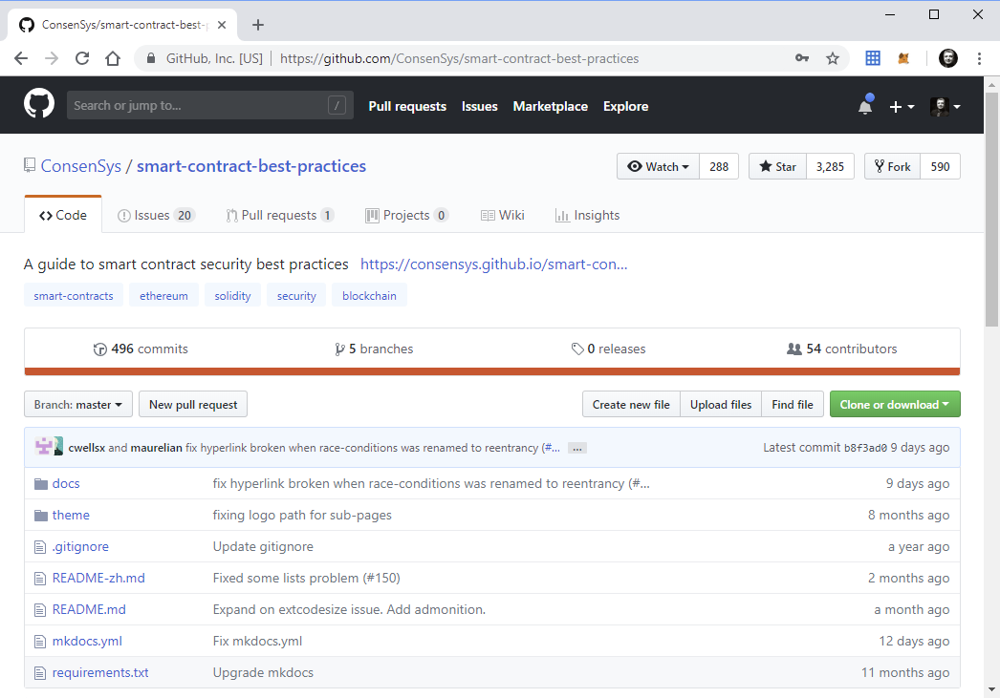 ConsenSys/smart-contract-best-
GitHub, Inc. [US] | https://github.com/ConsenSys/smart-contract-best-practices
Search or jump to... / Pull requests Issues Marketplace Explore
ConsenSys / smart-contract-best-practices Watch 288 Star 3,285 Fork 590
Code Issues 20 Pull requests 1 Projects 0 Wiki Insights
A guide to smart contract security best practices https://consensys.github.io/smart-con...
smart-contracts ethereum solidity security blockchain
496 commits 5 branches 0 releases 54 contributors
Branch: master New pull request Create new file Upload files Find file Clone or download
cwellsx and maurelian fix hyperlink broken when race-conditions was renamed to reentrancy (#... ... Latest commit b8f3ad0 9 days ago
docs fix hyperlink broken when race-conditions was renamed to reentrancy (#... 9 days ago
theme fixing logo path for sub-pages 8 months ago
.gitignore Update gitignore a year ago
README-zh.md Fixed some lists problem (#150) 2 months ago
README.md Expand on extcodesize issue. Add admonition. a month ago
mkdocs.yml Fix mkdocs.yml 12 days ago
requirements.txt Upgrade mkdocs 11 months ago